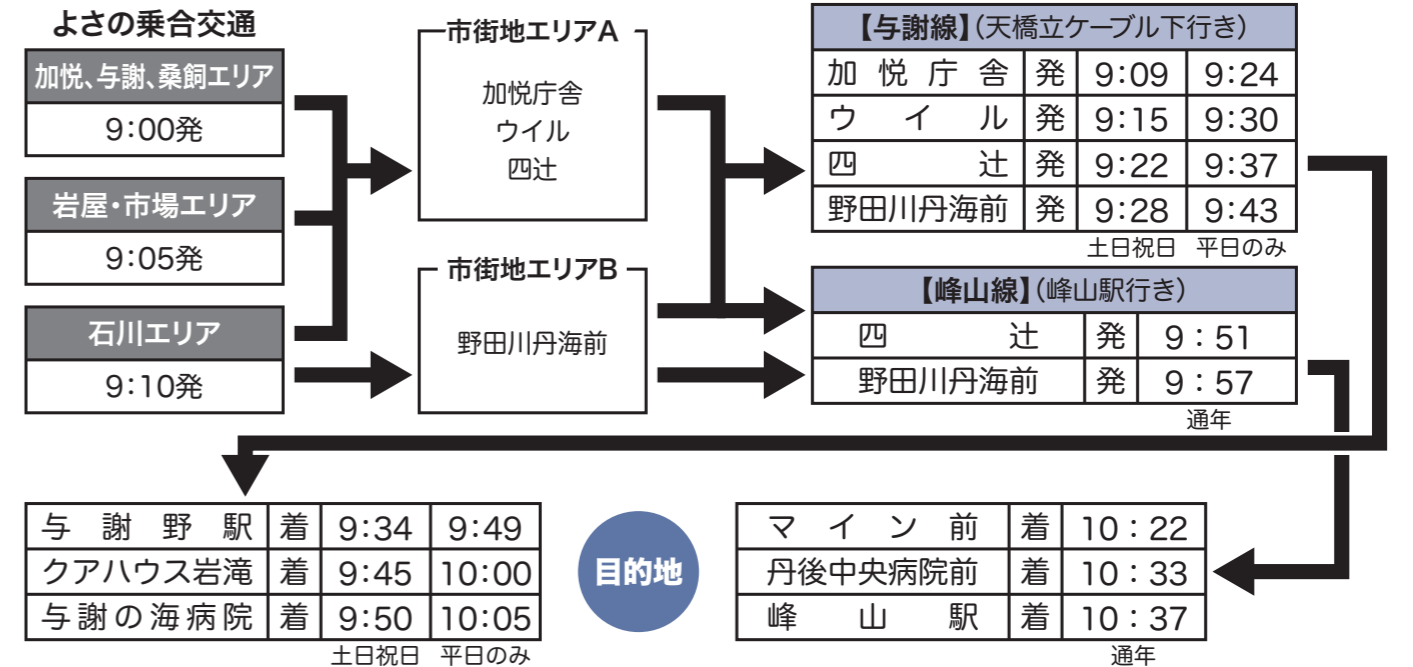 よさの乗合交通
加悦、与謝、桑飼エリア
9:00発
岩屋・市場エリア
9:05発
石川エリア
9:10発
市街地エリアA
加悦庁舎
ウイル
四辻
市街地エリアB
野田川丹海前
【与謝線】(天橋立ケーブル下行き)
加悦庁舎 発 9:09 9:24
ウイル 発 9:15 9:30
四辻 発 9:22 9:37
野田川丹海前 発 9:28 9:43
土日祝日 平日のみ
【峰山線】(峰山駅行き)
四辻 発 9:51
野田川丹海前 発 9:57
通年
与謝野駅 着 9:34 9:49
クアハウス岩滝 着 9:45 10:00
与謝の海病院 着 9:50 10:05
土日祝日 平日のみ
目的地
マイン前 着 10:22
丹後中央病院前 着 10:33
峰山駅 着 10:37
通年